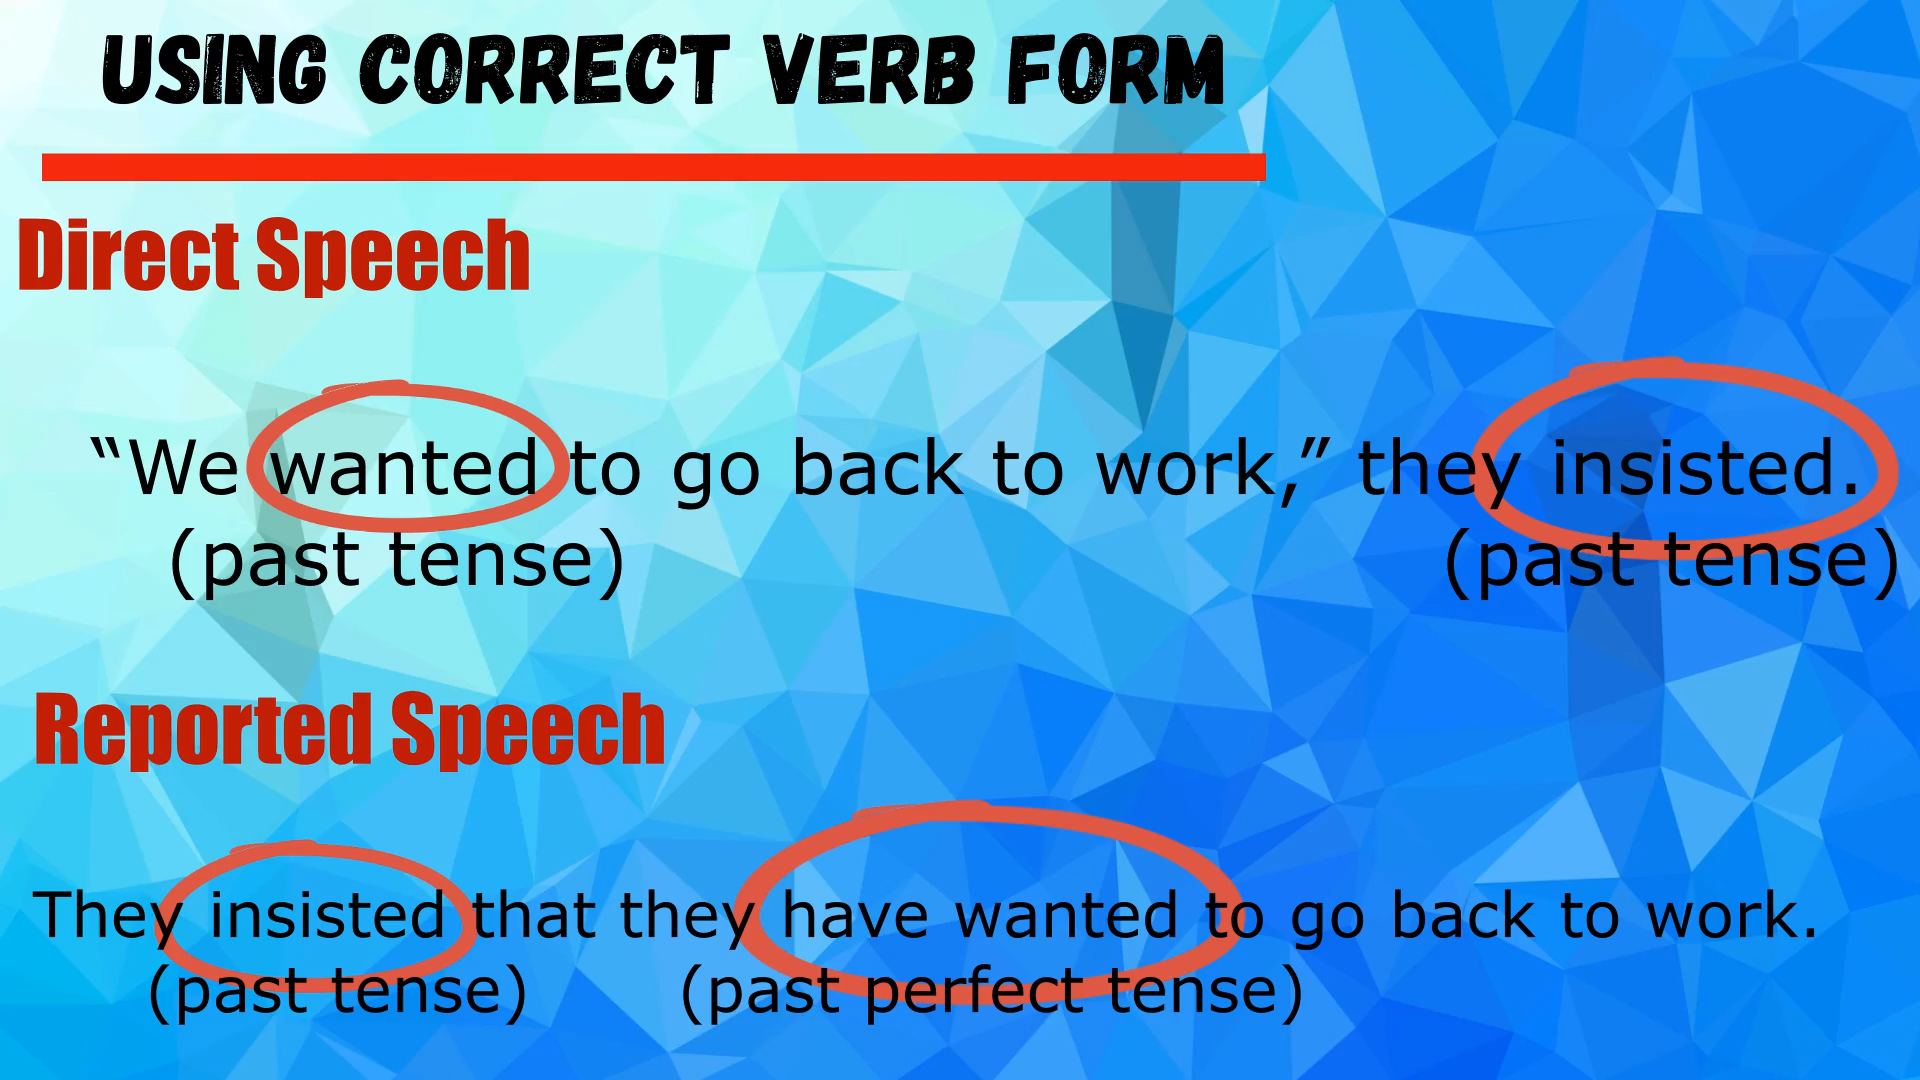 USING CORRECT VERB FORM
Direct Speech
“We wanted to go back to work,” they insisted.
(past tense) (past tense)
Reported Speech
They insisted that they have wanted to go back to work.
(past tense) (past perfect tense)